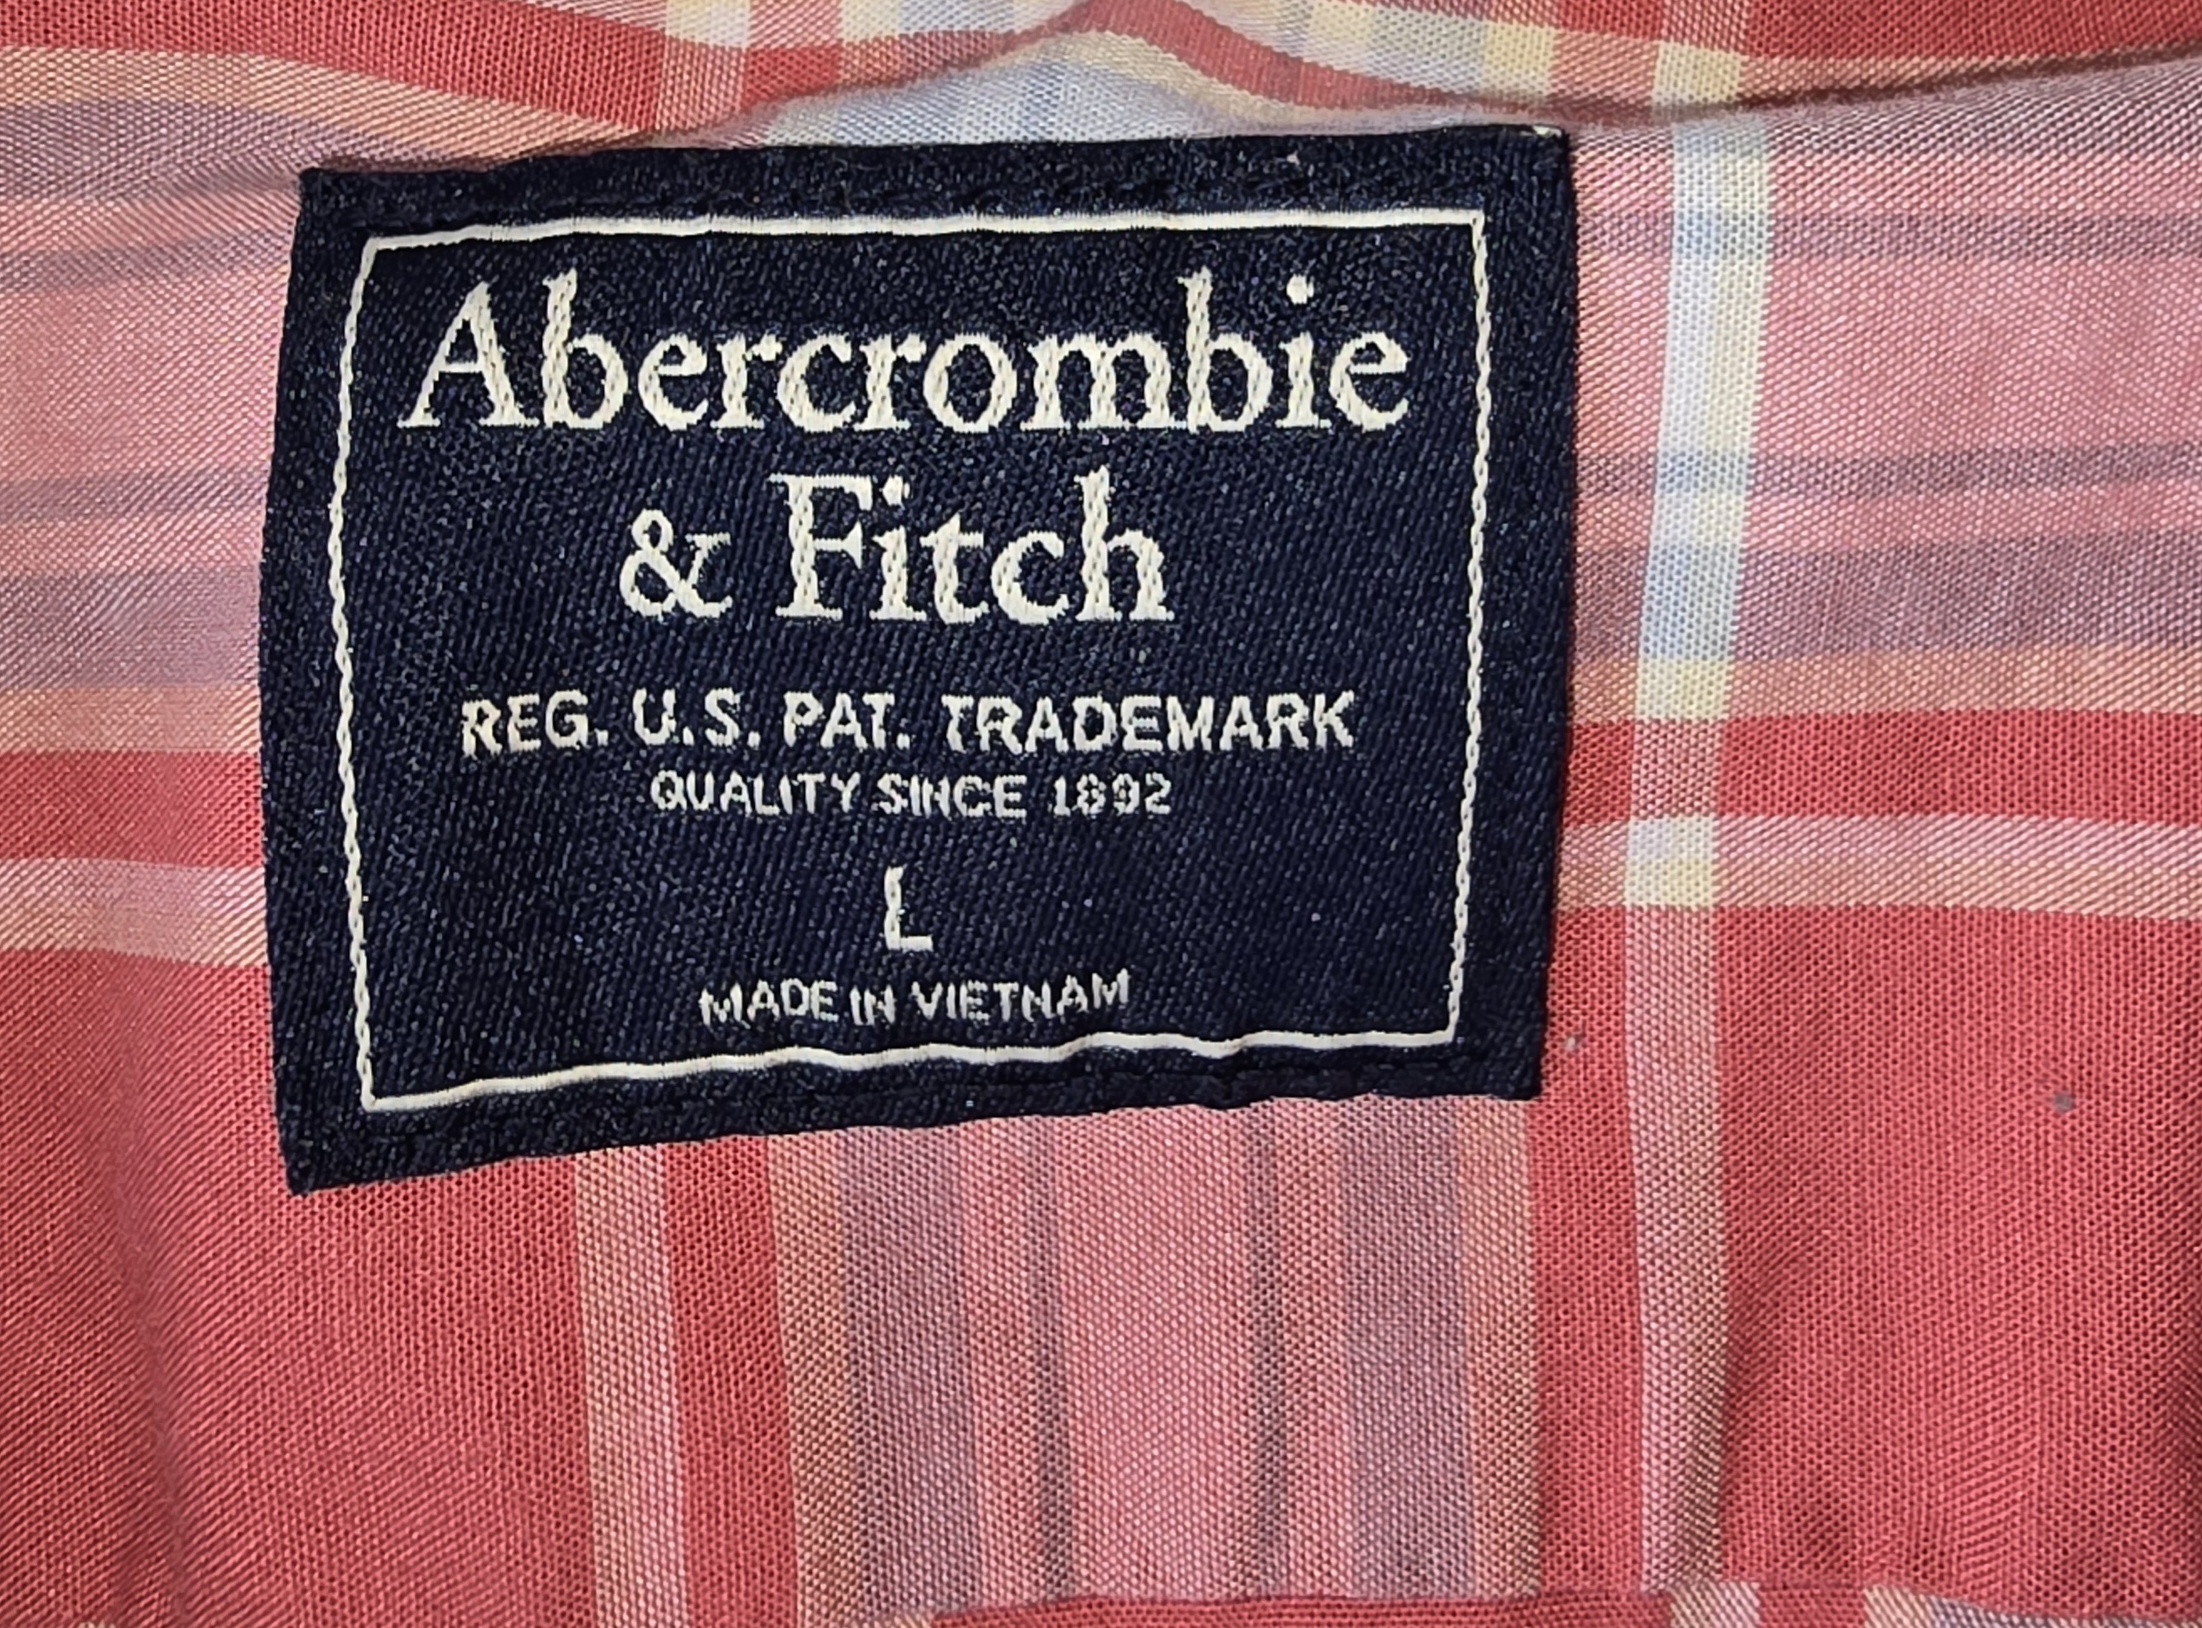 Abercrombie
& Fitch
REG. U.S. PAT. TRADEMARK
QUALITY SINCE 1892
L
MADE IN VIETNAM